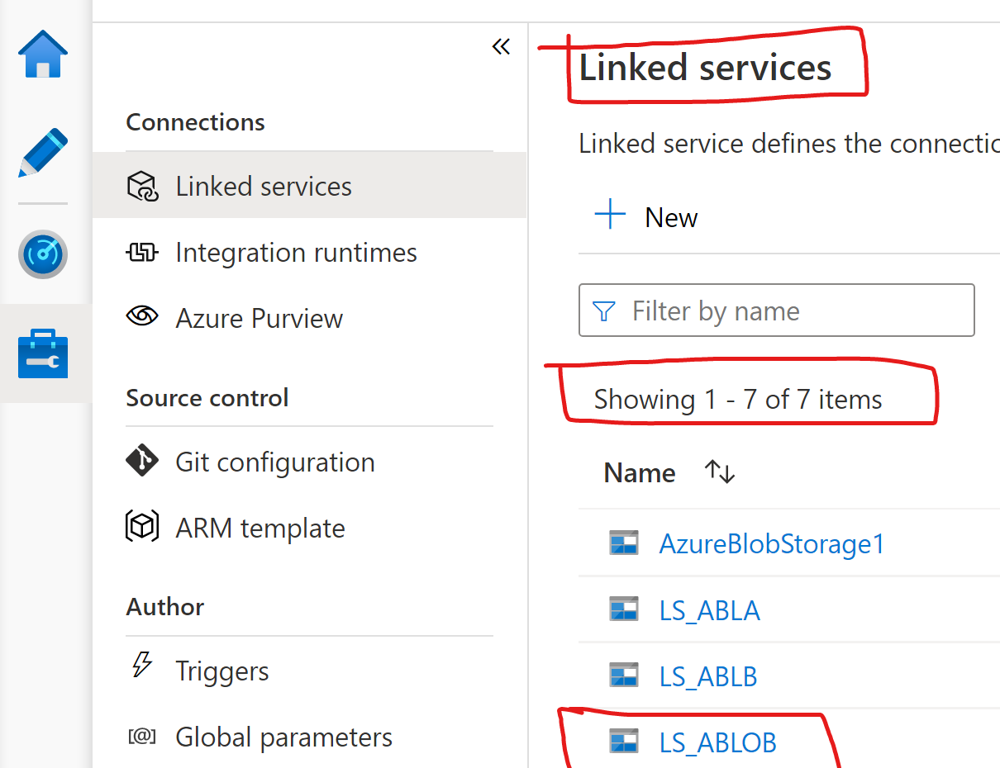 Connections
Linked services
Integration runtimes
Azure Purview
Source control
Git configuration
ARM template
Author
Triggers
Global parameters
Linked services
Linked service defines the connectio
New
Filter by name
Showing 1 - 7 of 7 items
Name
AzureBlobStorage1
LS_ABLA
LS_ABLB
LS_ABLOB